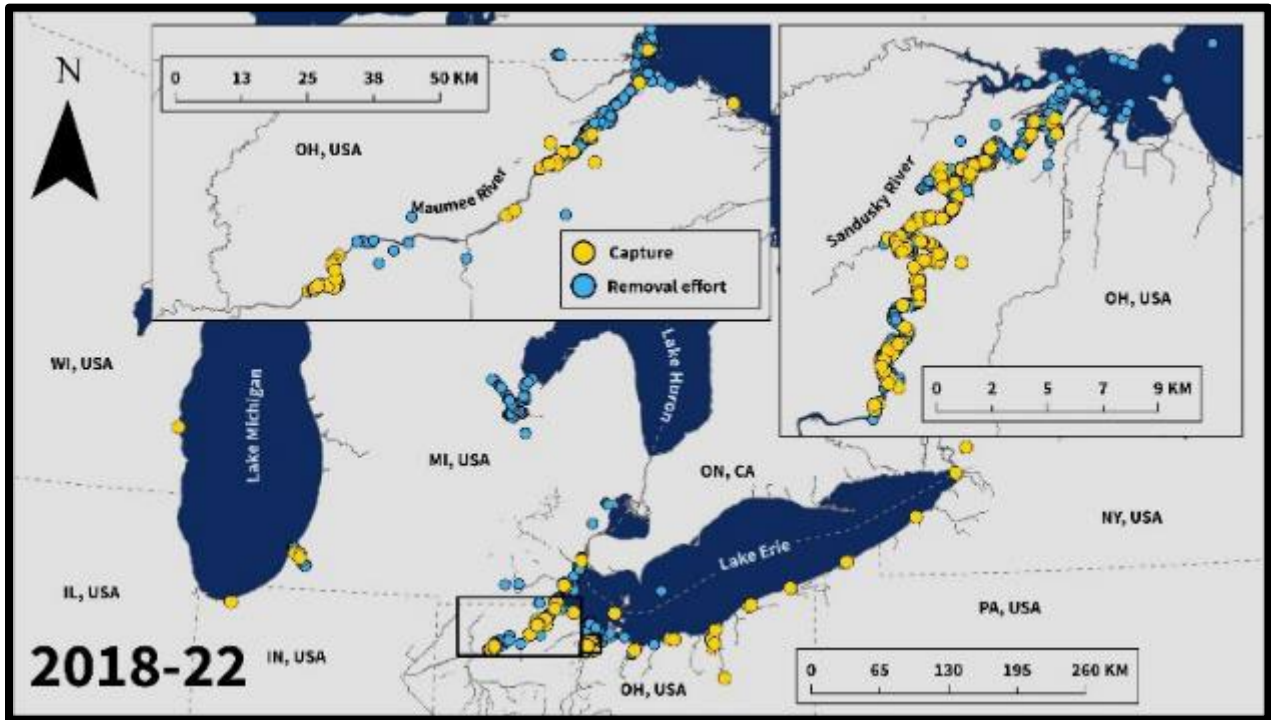 N
0 13 25 38 50 KM
OH, USA
Maumee River
Capture
Removal effort
Sandusky River
OH, USA
0 2 5 7 9 KM
WI, USA
Lake Michigan
Lake Huron
MI, USA
ON, CA
NY, USA
Lake Erie
IL, USA
PA, USA
2018-22
IN, USA
OH, USA
0 65 130 195 260 KM